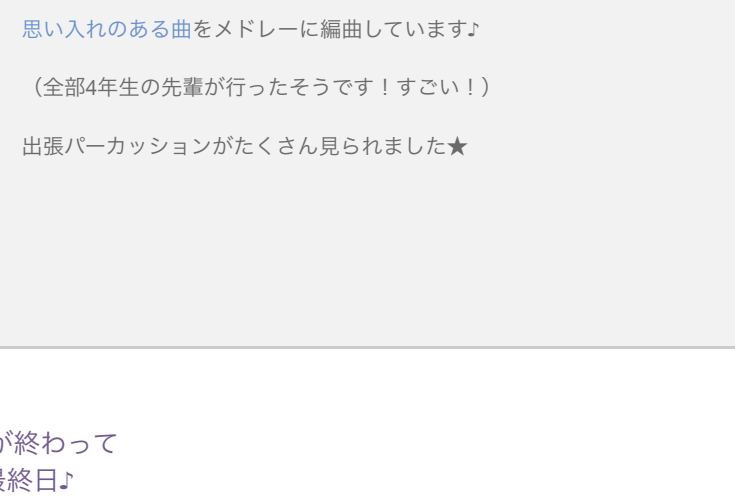 思い入れのある曲をメドレーに編曲しています♪
（全部4年生の先輩が行ったそうです！すごい！）
出張パーカッションがたくさん見られました★
が終わって
最終日♪